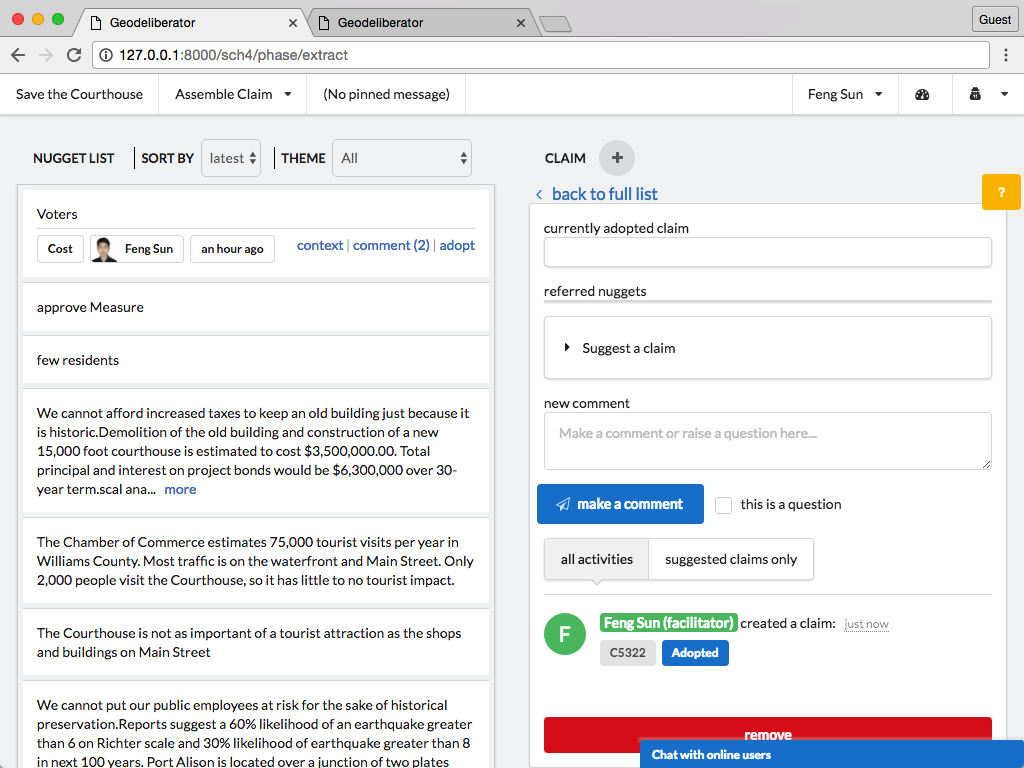 Geodeliberator
Geodeliberator
Guest
127.0.0.1:8000/sch4/phase/extract
Save the Courthouse
Assemble Claim
(No pinned message)
Feng Sun
NUGGET LIST
SORT BY
latest
THEME
All
CLAIM
+
back to full list
?
Voters
Cost
Feng Sun
an hour ago
context | comment (2) | adopt
approve Measure
few residents
We cannot afford increased taxes to keep an old building just because it
is historic.Demolition of the old building and construction of a new
15,000 foot courthouse is estimated to cost $3,500,000.00. Total
principal and interest on project bonds would be $6,300,000 over 30-
year term.scal ana... more
The Chamber of Commerce estimates 75,000 tourist visits per year in
Williams County. Most traffic is on the waterfront and Main Street. Only
2,000 people visit the Courthouse, so it has little to no tourist impact.
The Courthouse is not as important of a tourist attraction as the shops
and buildings on Main Street
We cannot put our public employees at risk for the sake of historical
preservation.Reports suggest a 60% likelihood of an earthquake greater
than 6 on Richter scale and 30% likelihood of earthquake greater than 8
in next 100 years. Port Alison is located over a junction of two plates
currently adopted claim
referred nuggets
Suggest a claim
new comment
Make a comment or raise a question here...
make a comment
this is a question
all activities
suggested claims only
F
Feng Sun (facilitator) created a claim: just now
C5322
Adopted
remove
Chat with online users